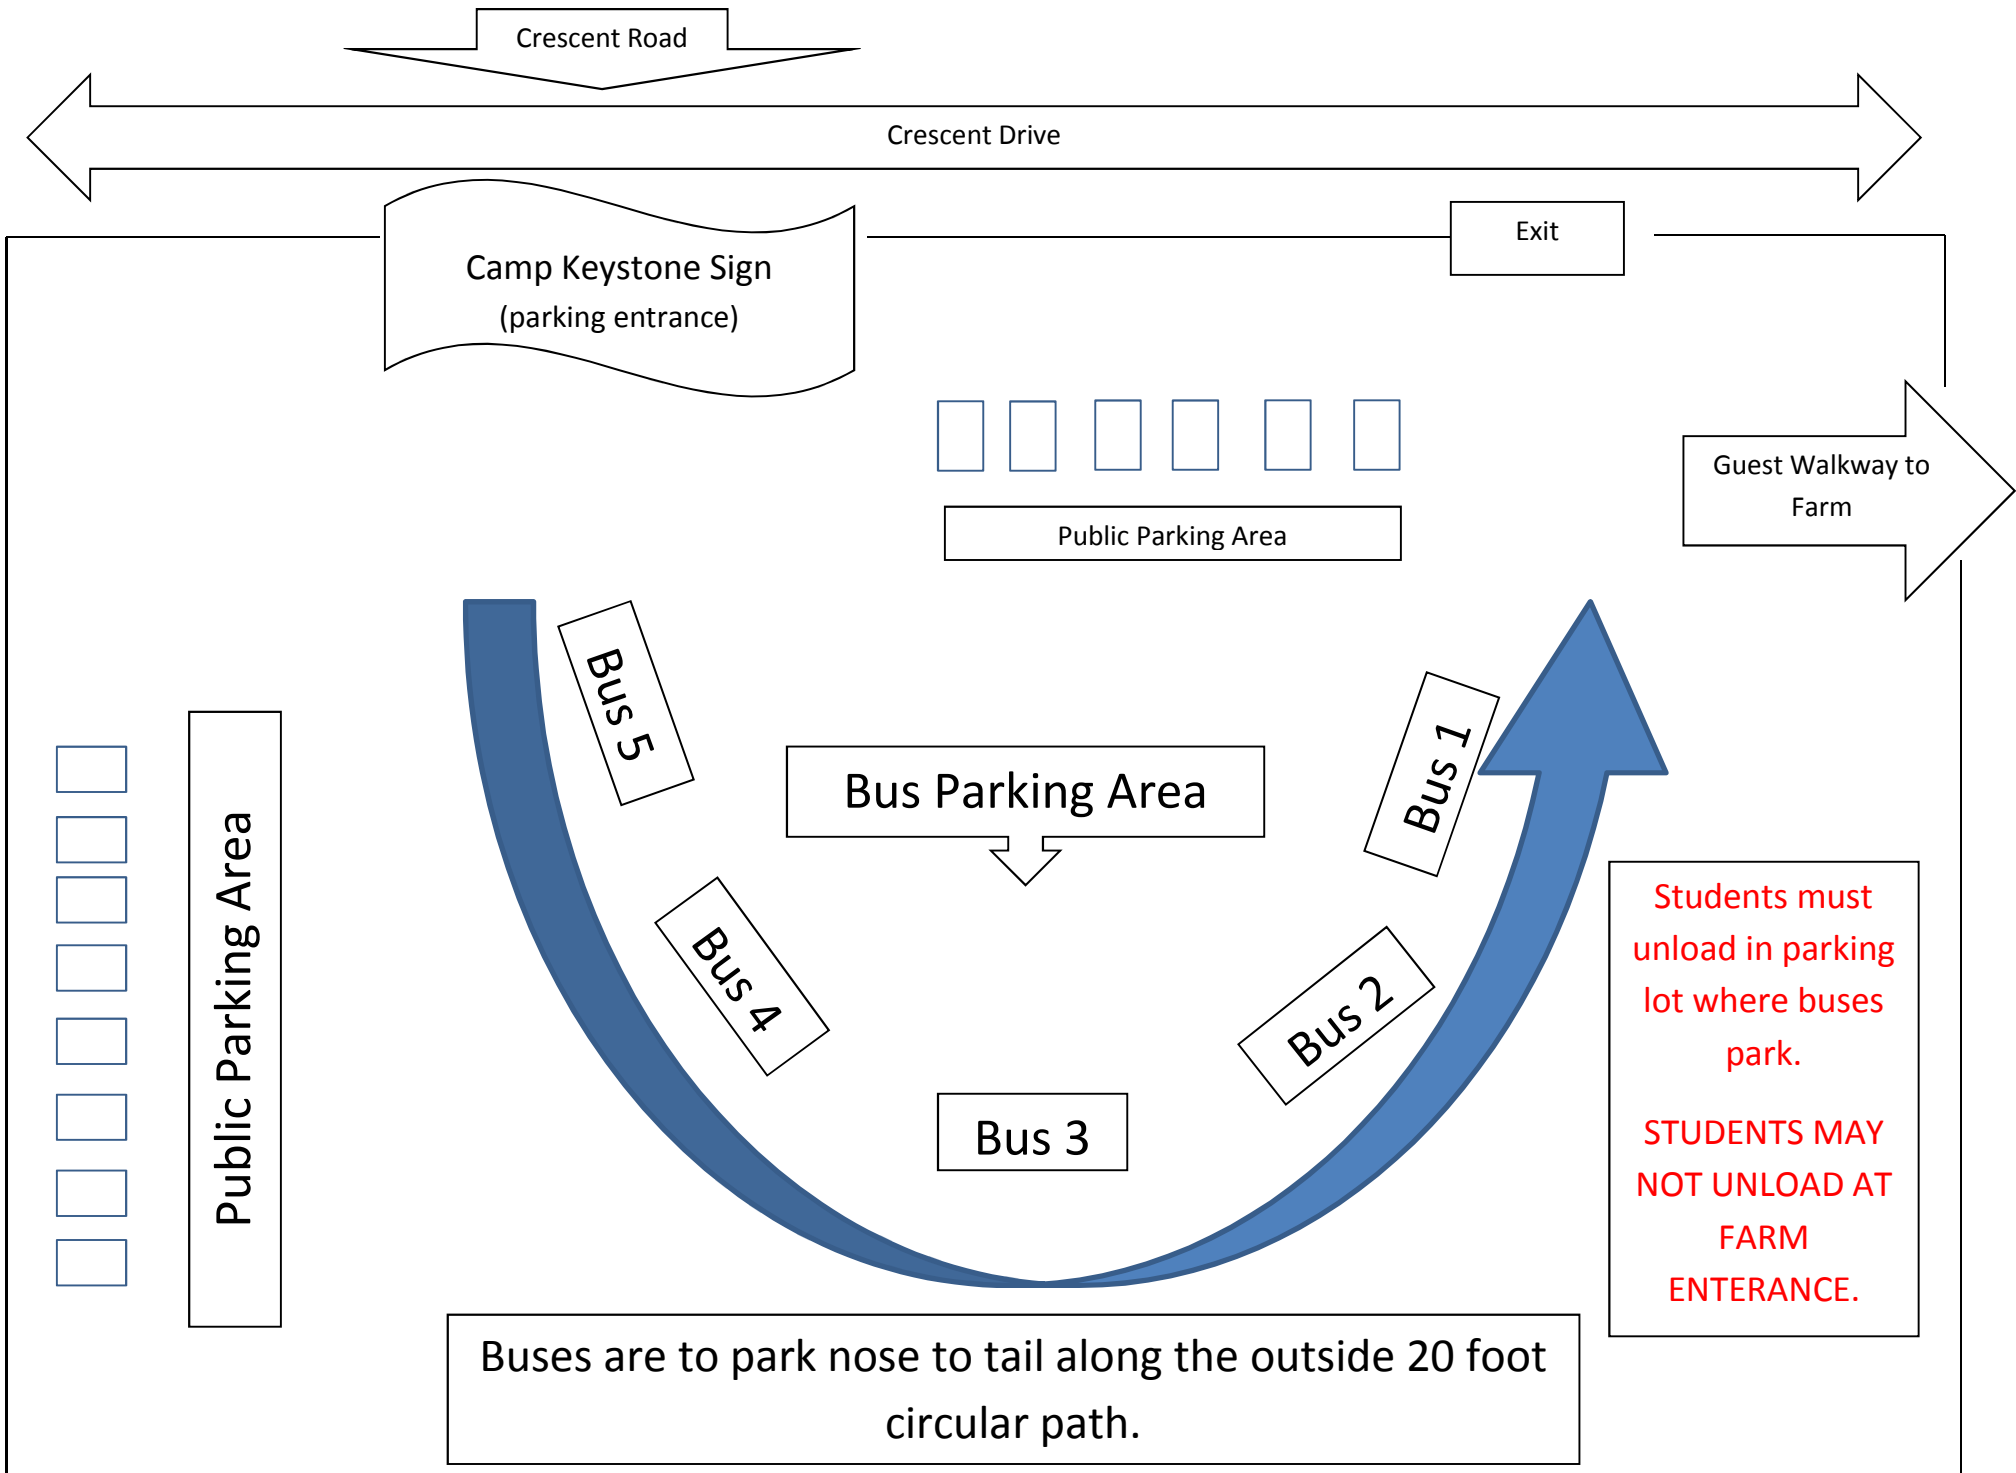 Crescent Road
Crescent Drive
Camp Keystone Sign
(parking entrance)
Exit
Guest Walkway to
Farm
Public Parking Area
Bus 5
Bus 1
Bus Parking Area
Public Parking Area
Bus 4
Bus 2
Bus 3
Students must
unload in parking
lot where buses
park.
STUDENTS MAY
NOT UNLOAD AT
FARM
ENTERANCE.
Buses are to park nose to tail along the outside 20 foot
circular path.